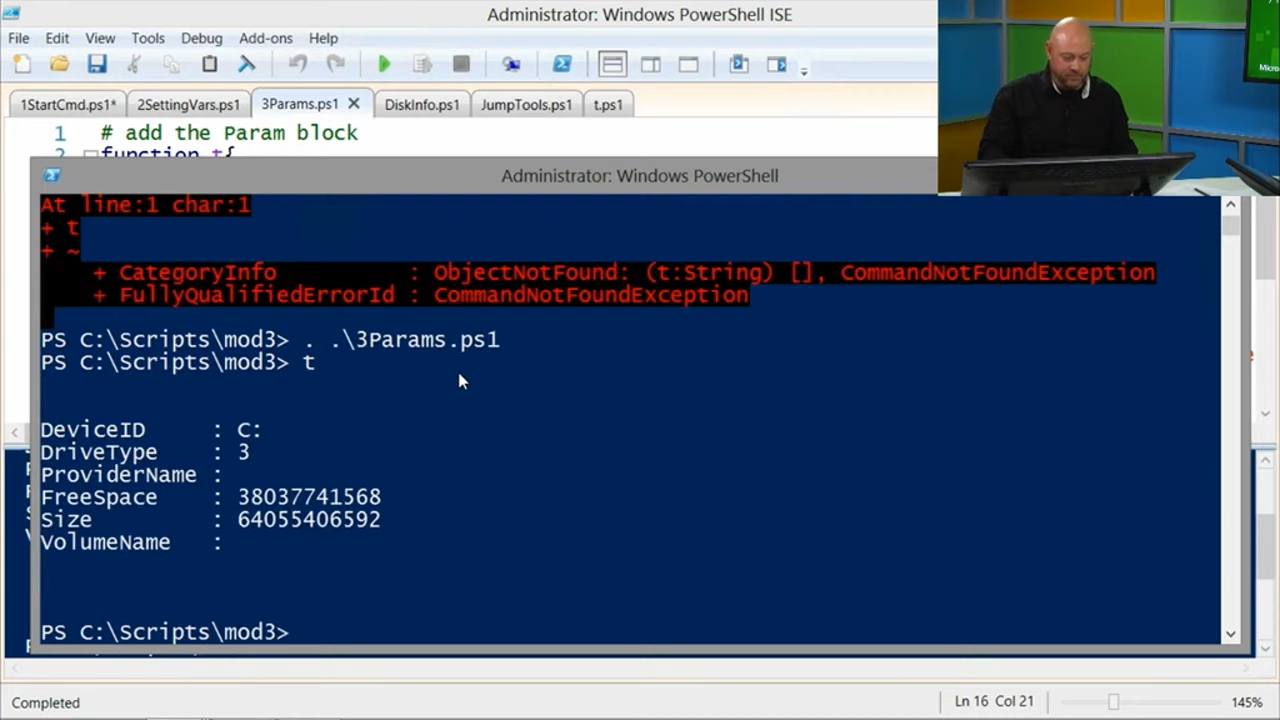 Administrator: Windows PowerShell ISE
File Edit View Tools Debug Add-ons Help
Micro
1StartCmd.ps1* 2SettingVars.ps1 3Params.ps1 DiskInfo.ps1 JumpTools.ps1 t.ps1
1 # add the Param block
2 function t{
Administrator: Windows PowerShell
At line:1 char:1
+ t
+ ~
+ CategoryInfo : ObjectNotFound: (t:String) [], CommandNotFoundException
+ FullyQualifiedErrorId : CommandNotFoundException
PS C:\Scripts\mod3> . .\3Params.ps1
PS C:\Scripts\mod3> t
DeviceID : C:
DriveType : 3
ProviderName :
FreeSpace : 38037741568
Size : 64055406592
VolumeName :
PS C:\Scripts\mod3>
Completed Ln 16 Col 21 145%